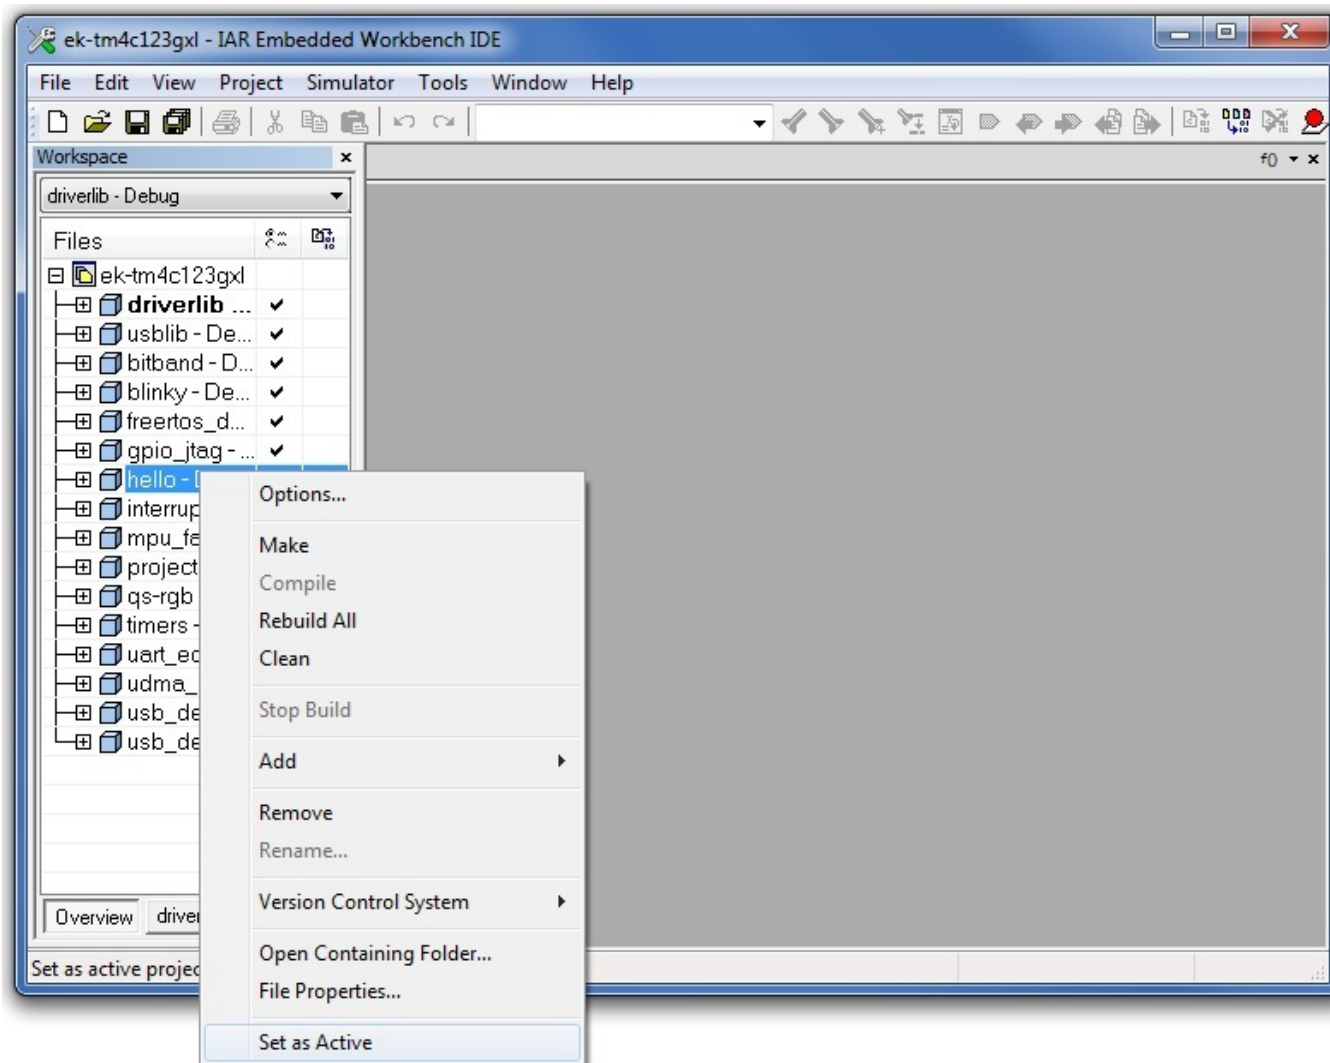 ek-tm4c123gxl - IAR Embedded Workbench IDE
File Edit View Project Simulator Tools Window Help
Workspace
f()
driverlib - Debug
Files
ek-tm4c123gxl
driverlib ...
usblib - De...
bitband - D...
blinky - De...
freertos_d...
gpio_jtag - ...
hello - D
interrup
mpu_fa
project
qs-rgb
timers -
uart_ec
udma_
usb_de
usb_de
Options...
Make
Compile
Rebuild All
Clean
Stop Build
Add
Remove
Rename...
Version Control System
Open Containing Folder...
File Properties...
Set as Active
Overview driver
Set as active projec